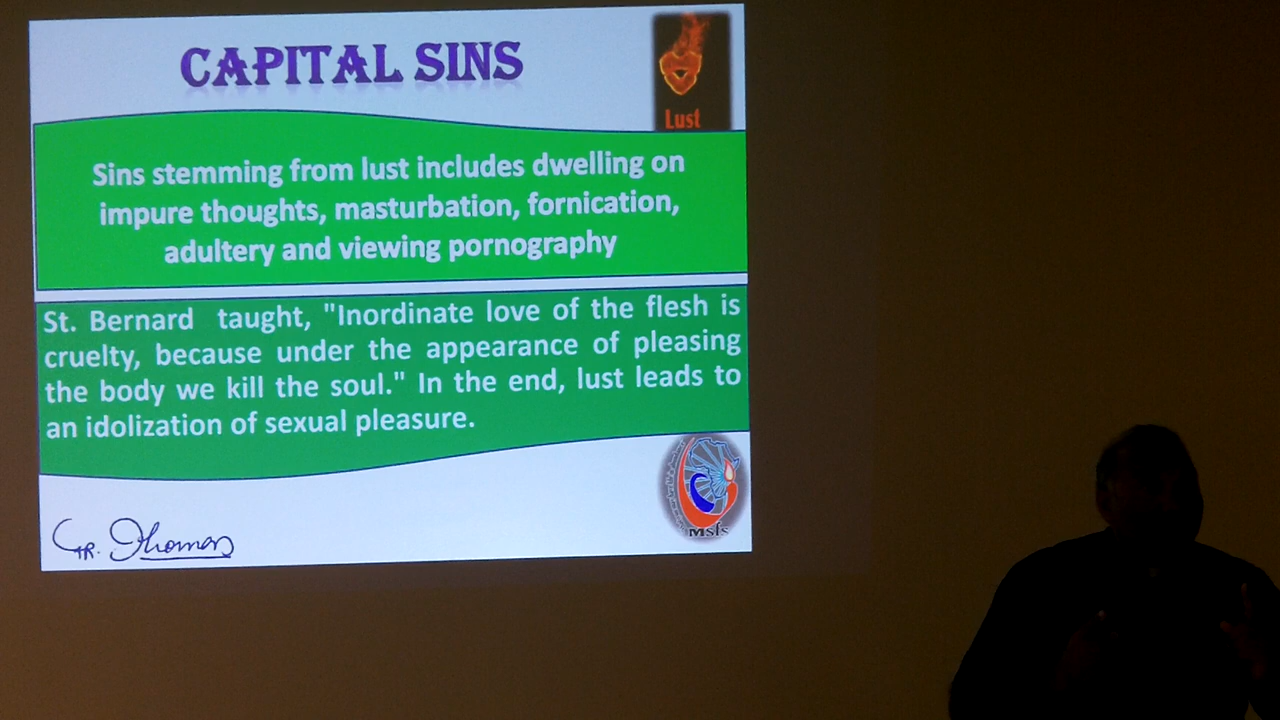 CAPITAL SINS
Lust
Sins stemming from lust includes dwelling on
impure thoughts, masturbation, fornication,
adultery and viewing pornography
St. Bernard taught, "Inordinate love of the flesh is
cruelty, because under the appearance of pleasing
the body we kill the soul." In the end, lust leads to
an idolization of sexual pleasure.
Msfs
Thomas